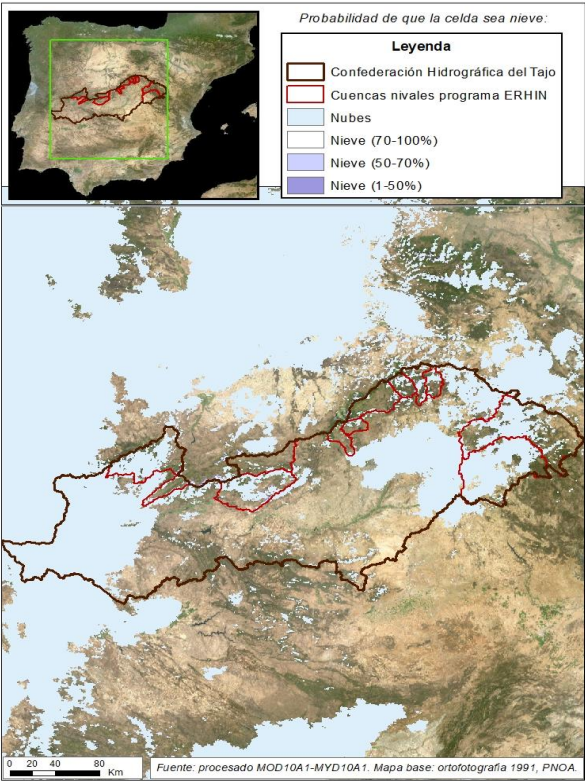 Probabilidad de que la celda sea nieve:
Leyenda
Confederación Hidrográfica del Tajo
Cuencas nivales programa ERHIN
Nubes
Nieve (70-100%)
Nieve (50-70%)
Nieve (1-50%)
0 20 40 80
Km
Fuente: procesado MOD10A1-MYD10A1. Mapa base: ortofotografía 1991, PNOA.